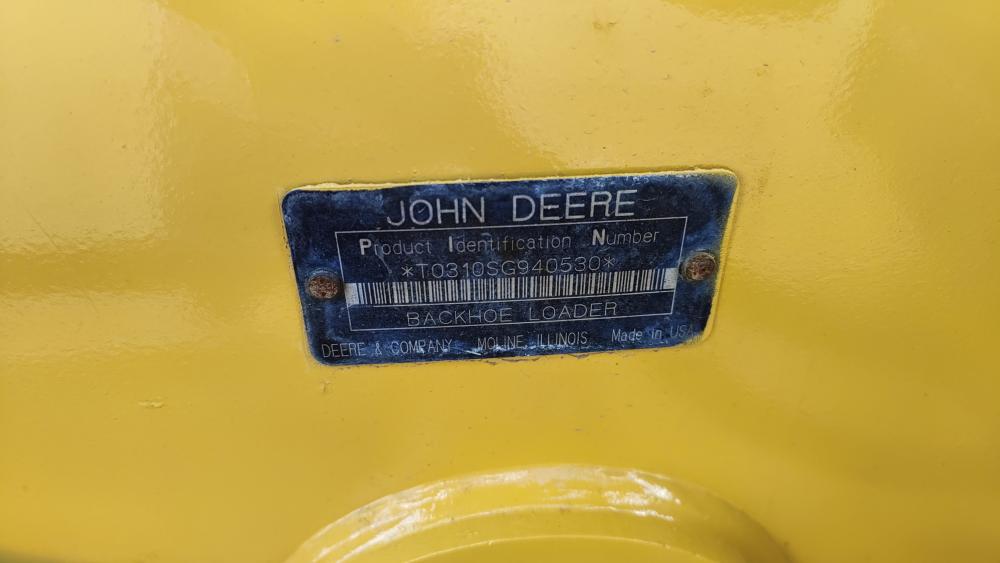 JOHN DEERE
Product Identification Number
*T0310SG940530*
BACKHOE LOADER
DEERE & COMPANY MOLINE, ILLINOIS Made in USA